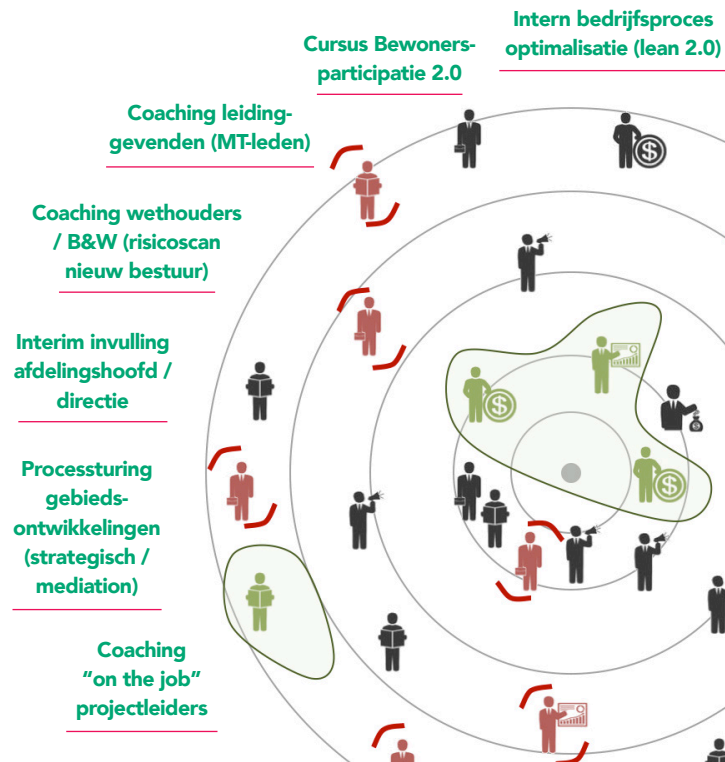 Intern bedrijfsproces
optimalisatie (lean 2.0)
Cursus Bewoners-
participatie 2.0
Coaching leiding-
gevenden (MT-leden)
Coaching wethouders
/ B&W (risicoscan
nieuw bestuur)
Interim invulling
afdelingshoofd /
directie
Processturing
gebieds-
ontwikkelingen
(strategisch /
mediation)
Coaching
“on the job”
projectleiders